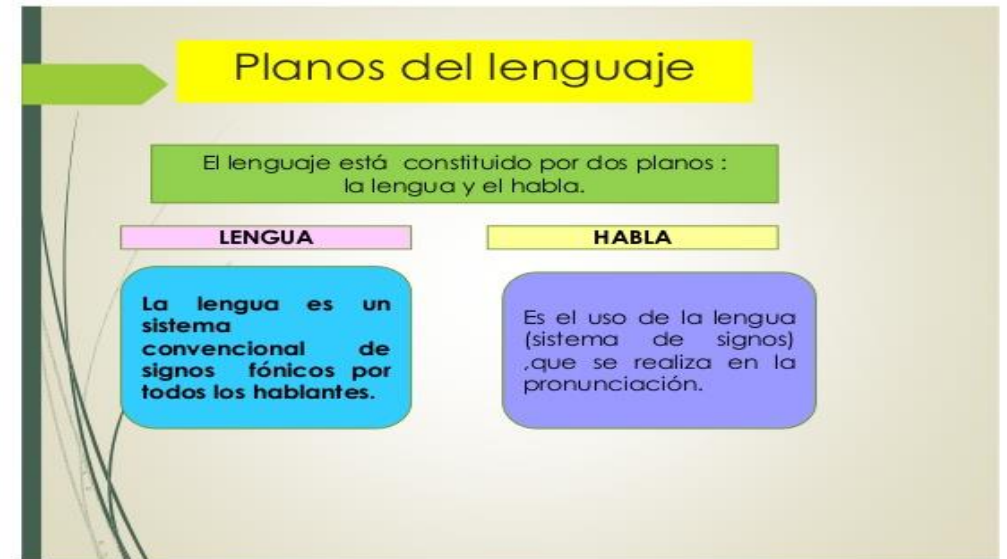 Planos del lenguaje
El lenguaje está constituido por dos planos :
la lengua y el habla.
LENGUA
HABLA
La lengua es un
sistema
convencional de
signos fónicos por
todos los hablantes.
Es el uso de la lengua
(sistema de signos)
,que se realiza en la
pronunciación.